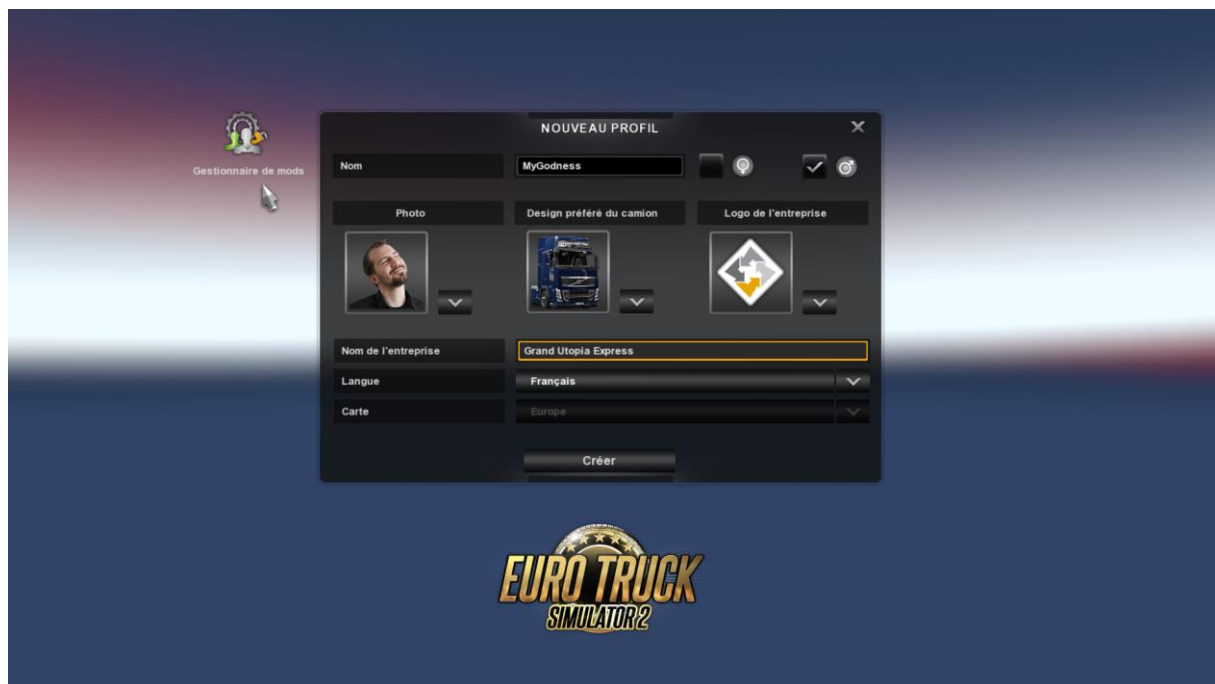 NOUVEAU PROFIL
Gestionnaire de mods
Nom
MyGodness
Photo
Design préféré du camion
Logo de l'entreprise
Nom de l'entreprise
Grand Utopia Express
Langue
Français
Carte
Europe
Créer
EURO TRUCK
SIMULATOR 2